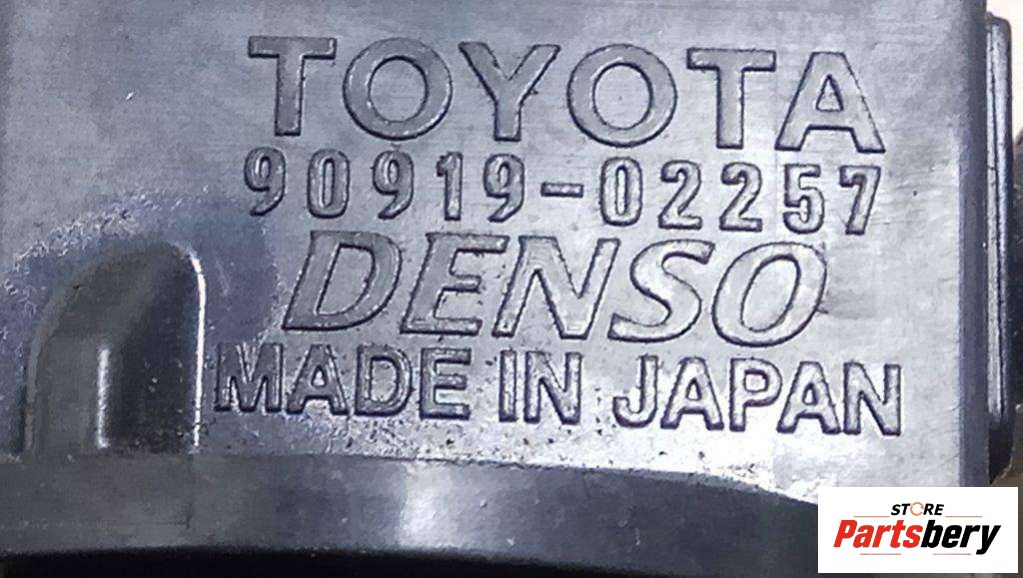 TOYOTA
90919-02257
DENSO
MADE IN JAPAN
STORE
Partsbery